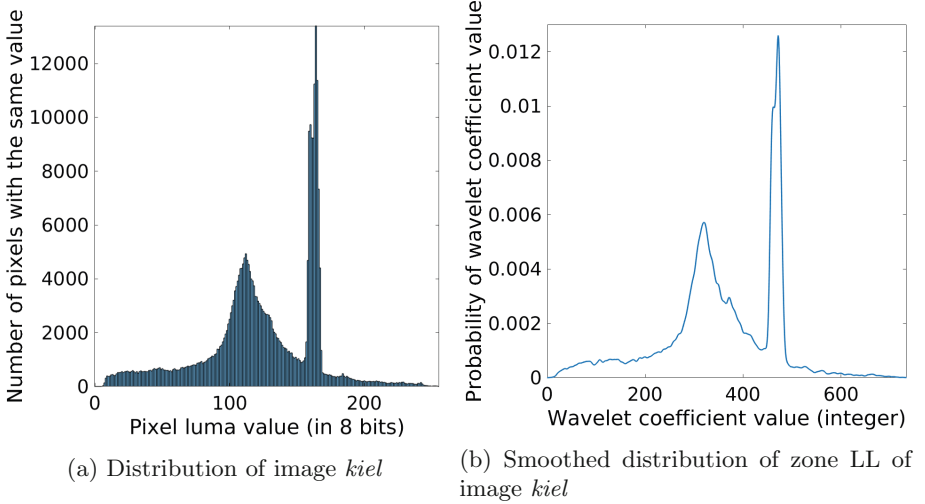 Number of pixels with the same value
12000
10000
8000
6000
4000
2000
0
0 100 200
Pixel luma value (in 8 bits)
(a) Distribution of image kiel
Probability of wavelet coefficient value
0.012
0.01
0.008
0.006
0.004
0.002
0
0 200 400 600
Wavelet coefficient value (integer)
(b) Smoothed distribution of zone LL of
image kiel